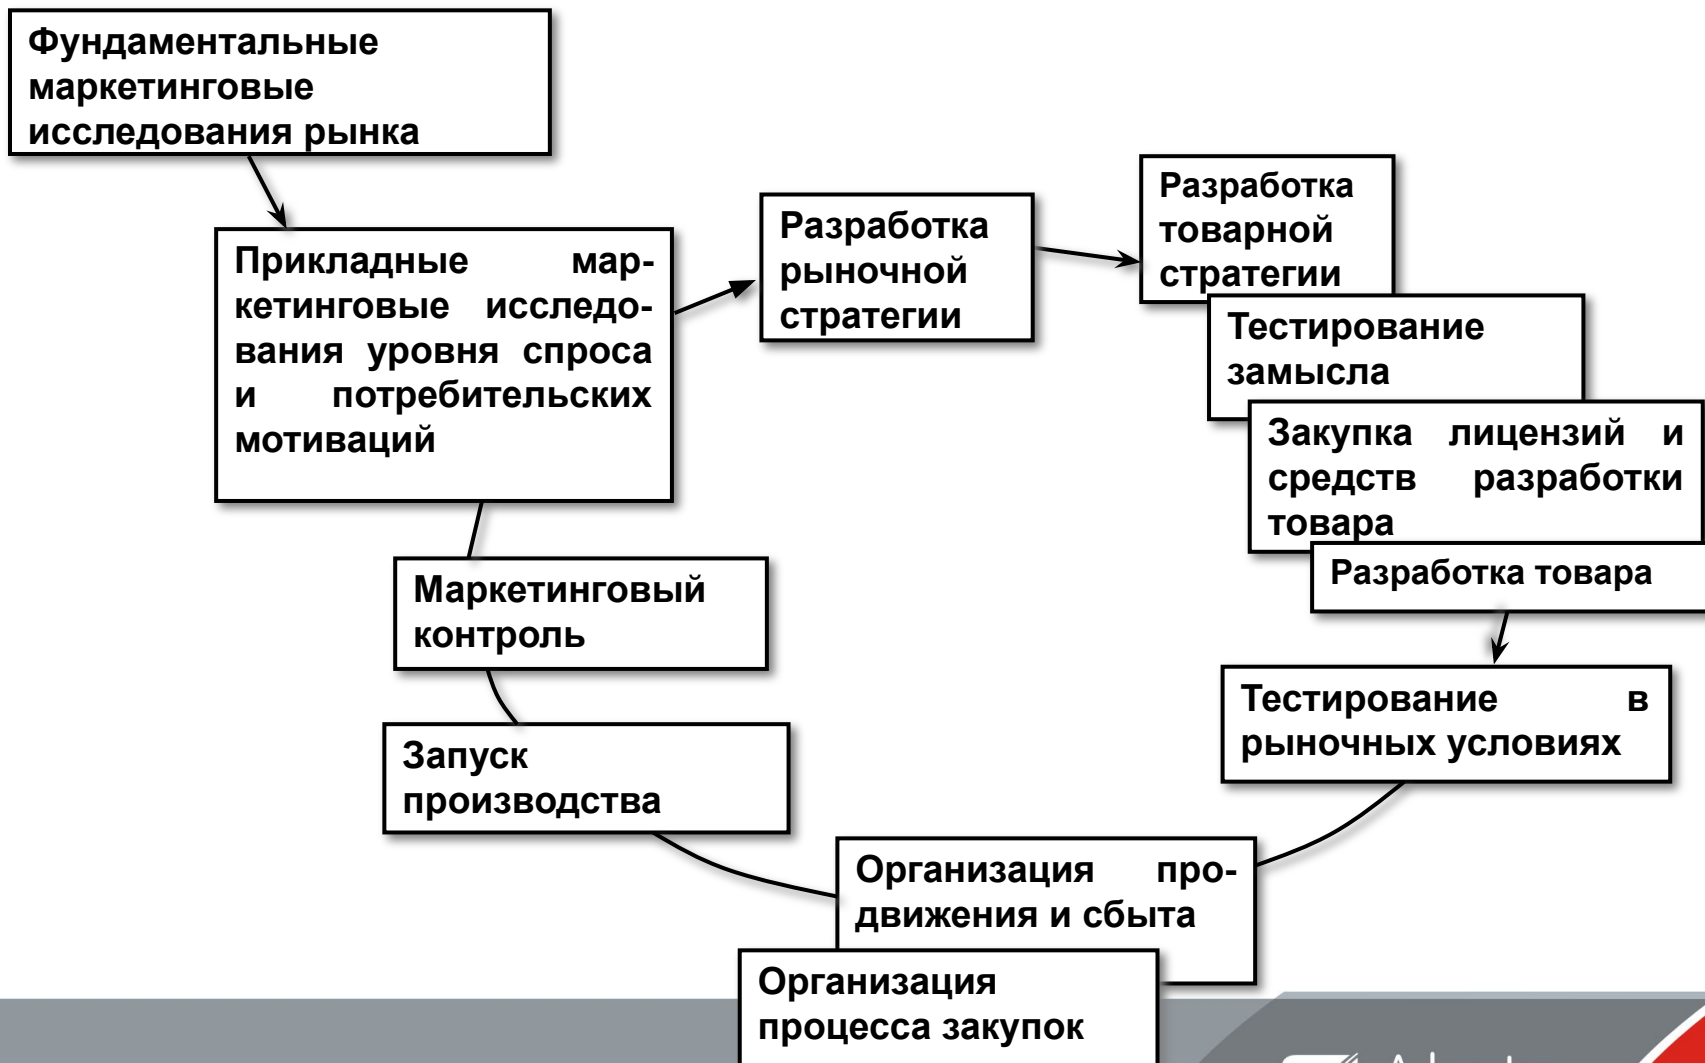 Фундаментальные
маркетинговые
исследования рынка
Прикладные мар-
кетинговые исследо-
вания уровня спроса
и потребительских
мотиваций
Разработка
рыночной
стратегии
Разработка
товарной
стратегии
Тестирование
замысла
Закупка лицензий и
средств разработки
товара
Разработка товара
Тестирование в
рыночных условиях
Организация про-
движения и сбыта
Организация
процесса закупок
Запуск
производства
Маркетинговый
контроль